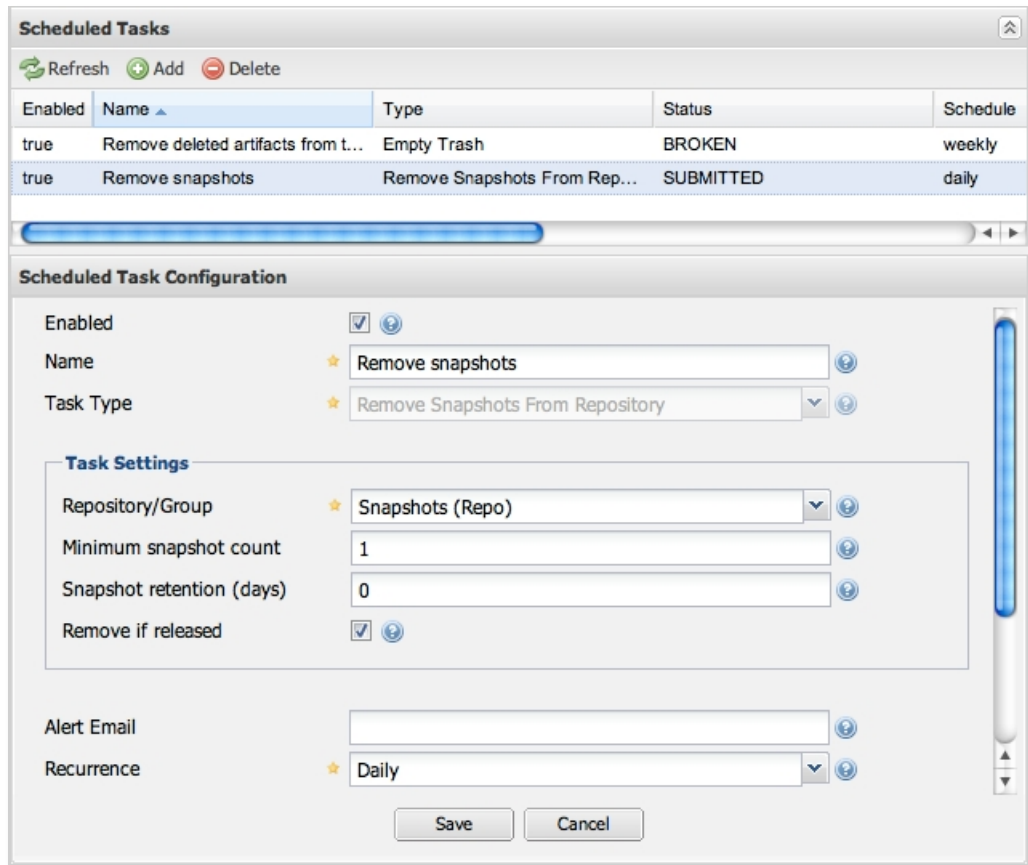 Scheduled Tasks
Refresh Add Delete
Enabled Name Type Status Schedule
true Remove deleted artifacts from t... Empty Trash BROKEN weekly
true Remove snapshots Remove Snapshots From Rep... SUBMITTED daily
Scheduled Task Configuration
Enabled
Name Remove snapshots
Task Type Remove Snapshots From Repository
Task Settings
Repository/Group Snapshots (Repo)
Minimum snapshot count 1
Snapshot retention (days) 0
Remove if released
Alert Email
Recurrence Daily
Save Cancel